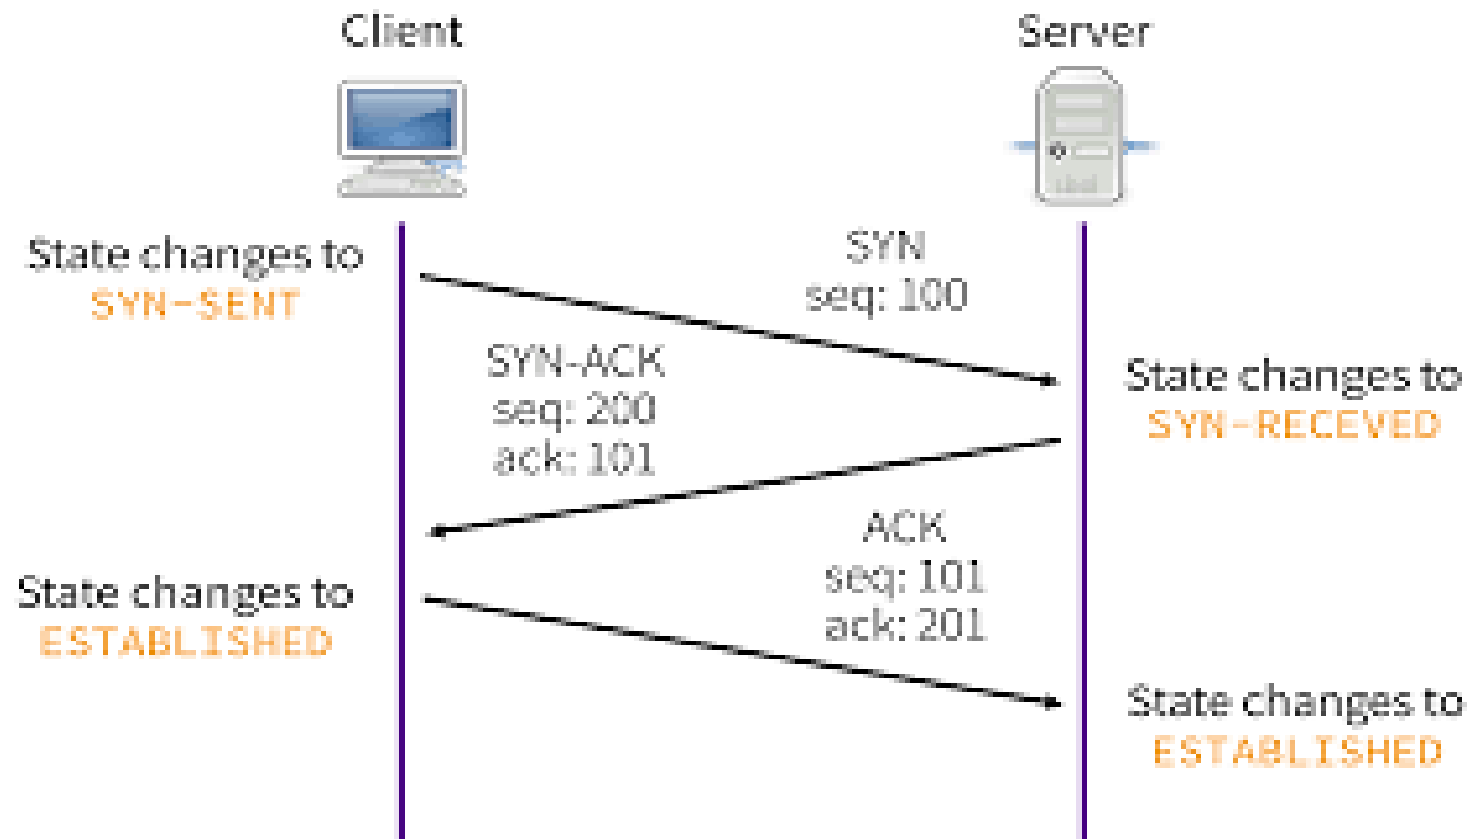 Client
Server
State changes to
SYN-SENT
SYN
seq: 100
SYN-ACK
seq: 200
ack: 101
State changes to
SYN-RECEVED
ACK
seq: 101
ack: 201
State changes to
ESTABLISHED
State changes to
ESTABLISHED